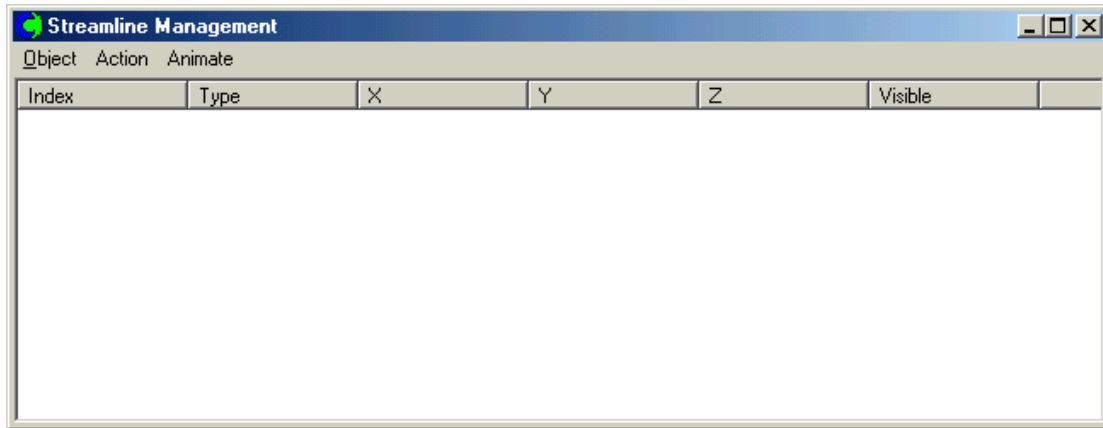 Streamline Management
Object Action Animate
Index Type X Y Z Visible